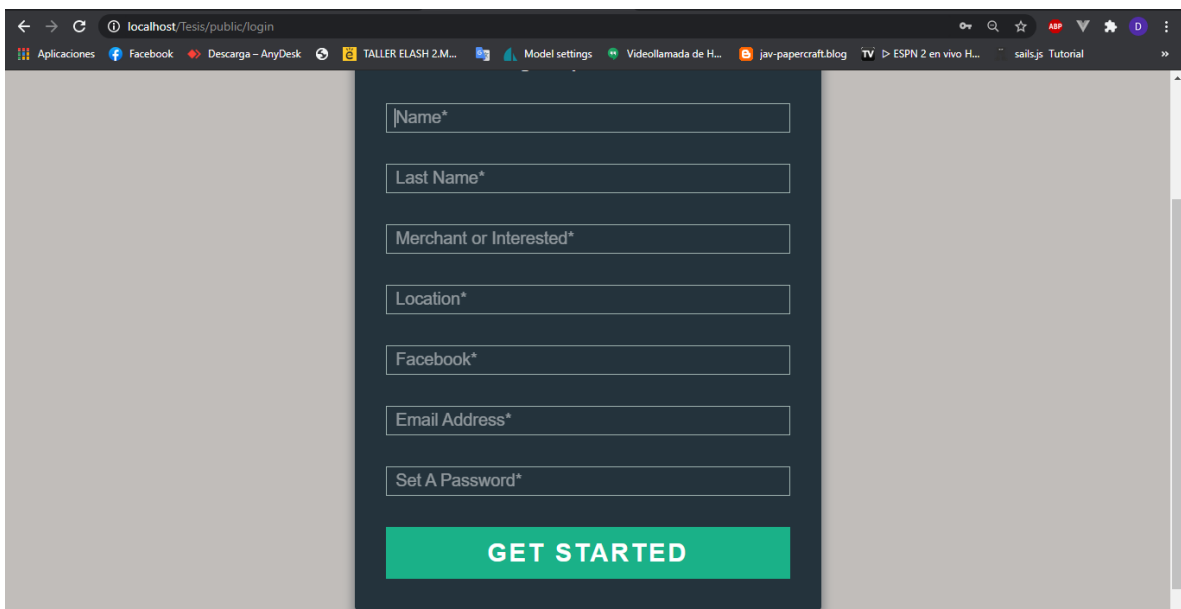 localhost/Tesis/public/login
ABP
D
Aplicaciones Facebook Descarga – AnyDesk TALLER ELASH 2.M... Model settings Videollamada de H... jav-papercraft.blog TV ▷ ESPN 2 en vivo H... sails.js Tutorial »
Name*
Last Name*
Merchant or Interested*
Location*
Facebook*
Email Address*
Set A Password*
GET STARTED